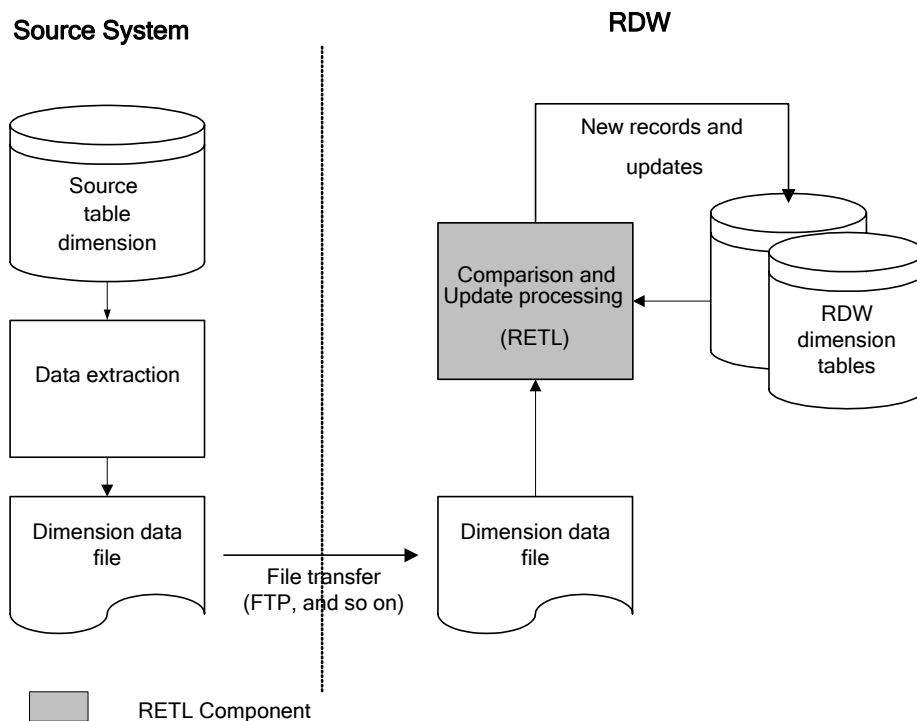 Source System
RDW
Source
table
dimension
Data extraction
Dimension data
file
File transfer
(FTP, and so on)
Dimension data
file
Comparison and
Update processing
(RETL)
New records and
updates
RDW
dimension
tables
RETL Component